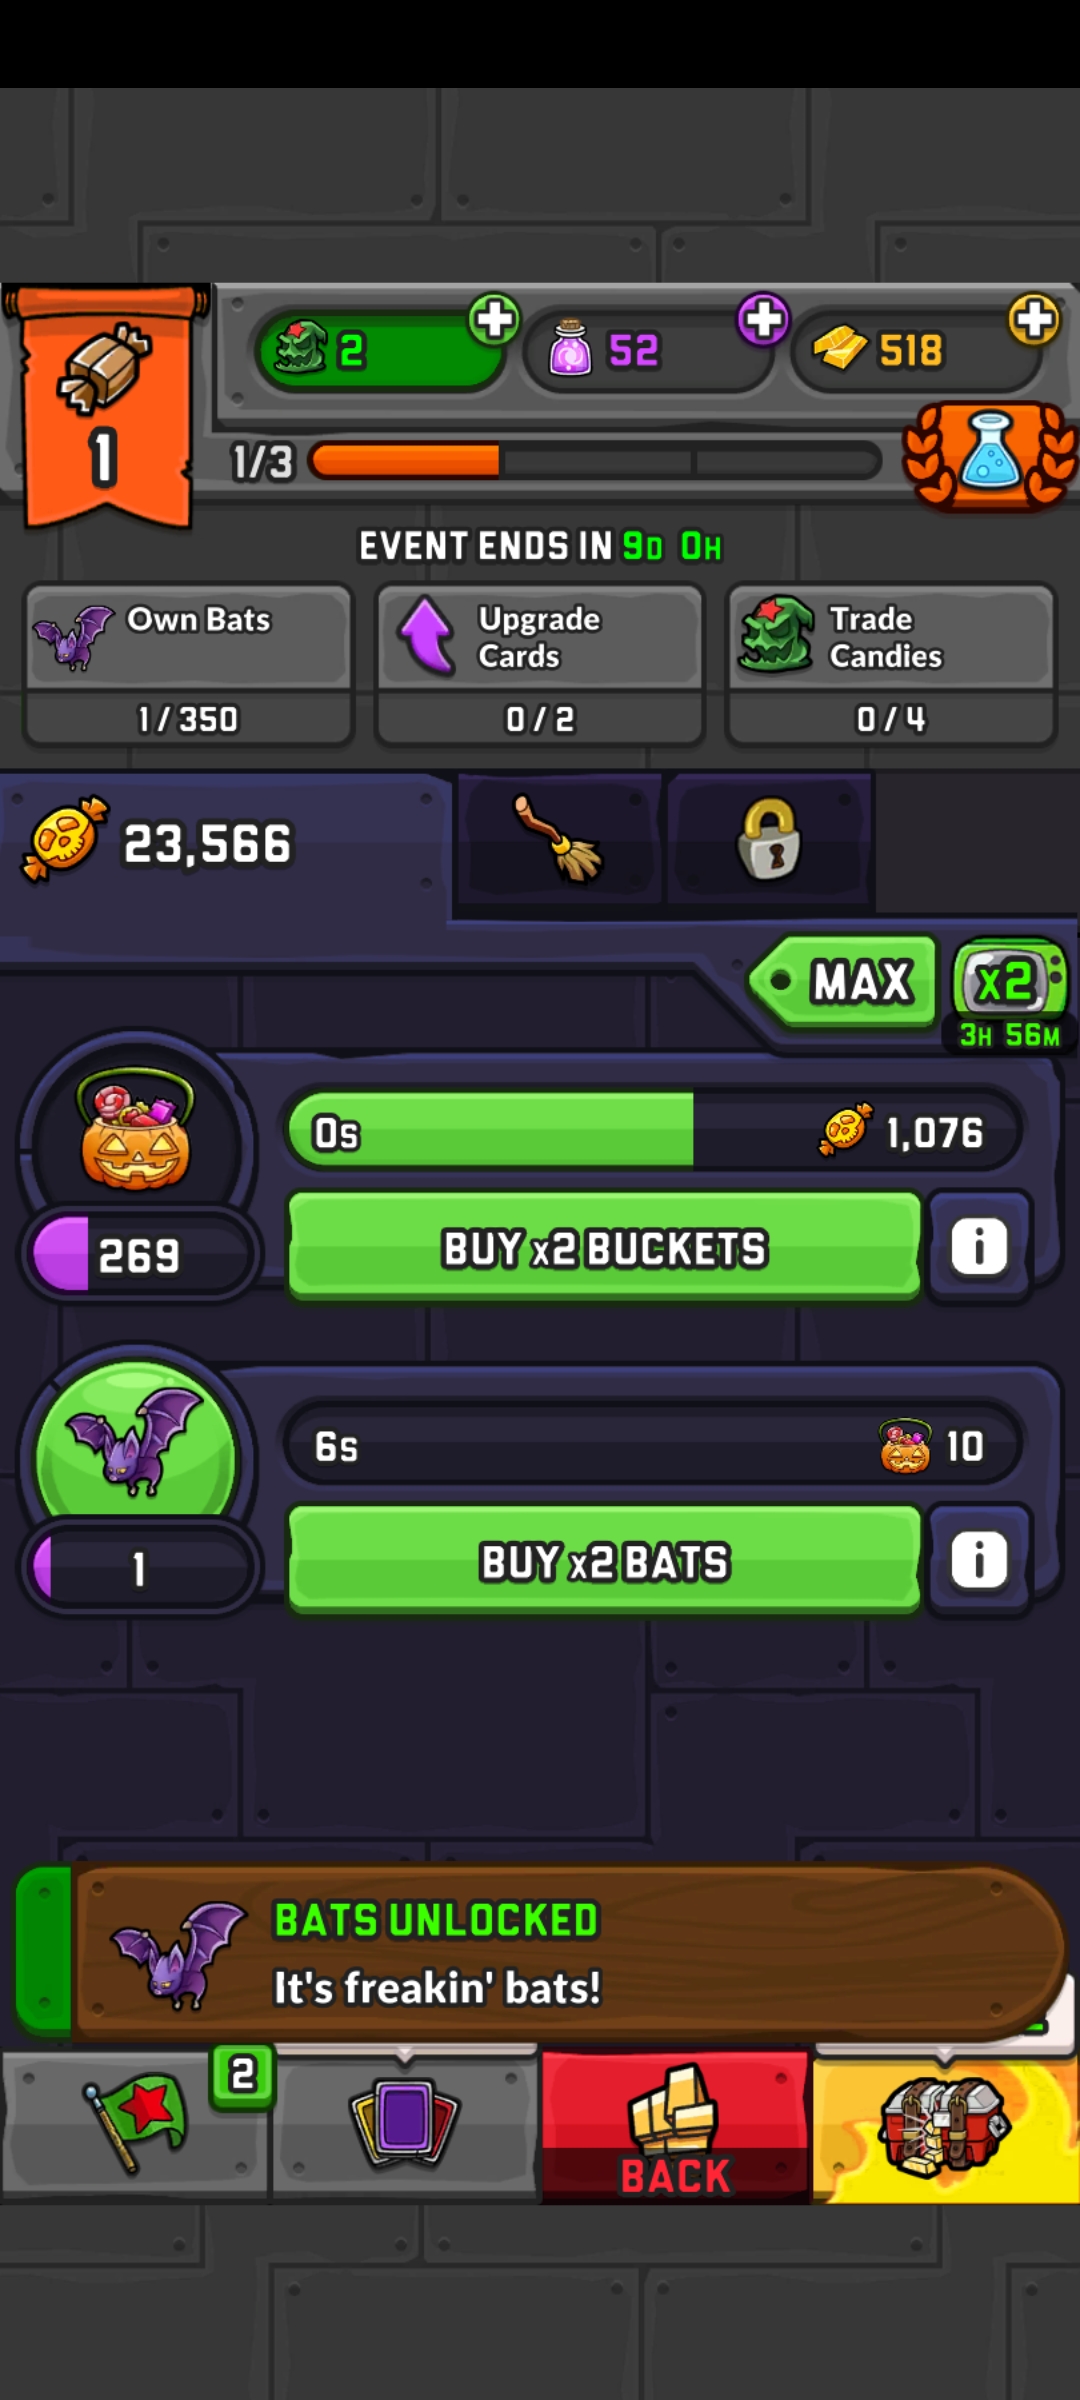 2
52
518
1
1/3
EVENT ENDS IN 9D 0H
Own Bats
1 / 350
Upgrade
Cards
0 / 2
Trade
Candies
0 / 4
23,566
MAX
x2
3H 56M
0s
1,076
269
BUY x2 BUCKETS
i
6s
10
1
BUY x2 BATS
i
BATS UNLOCKED
It's freakin' bats!
2
BACK